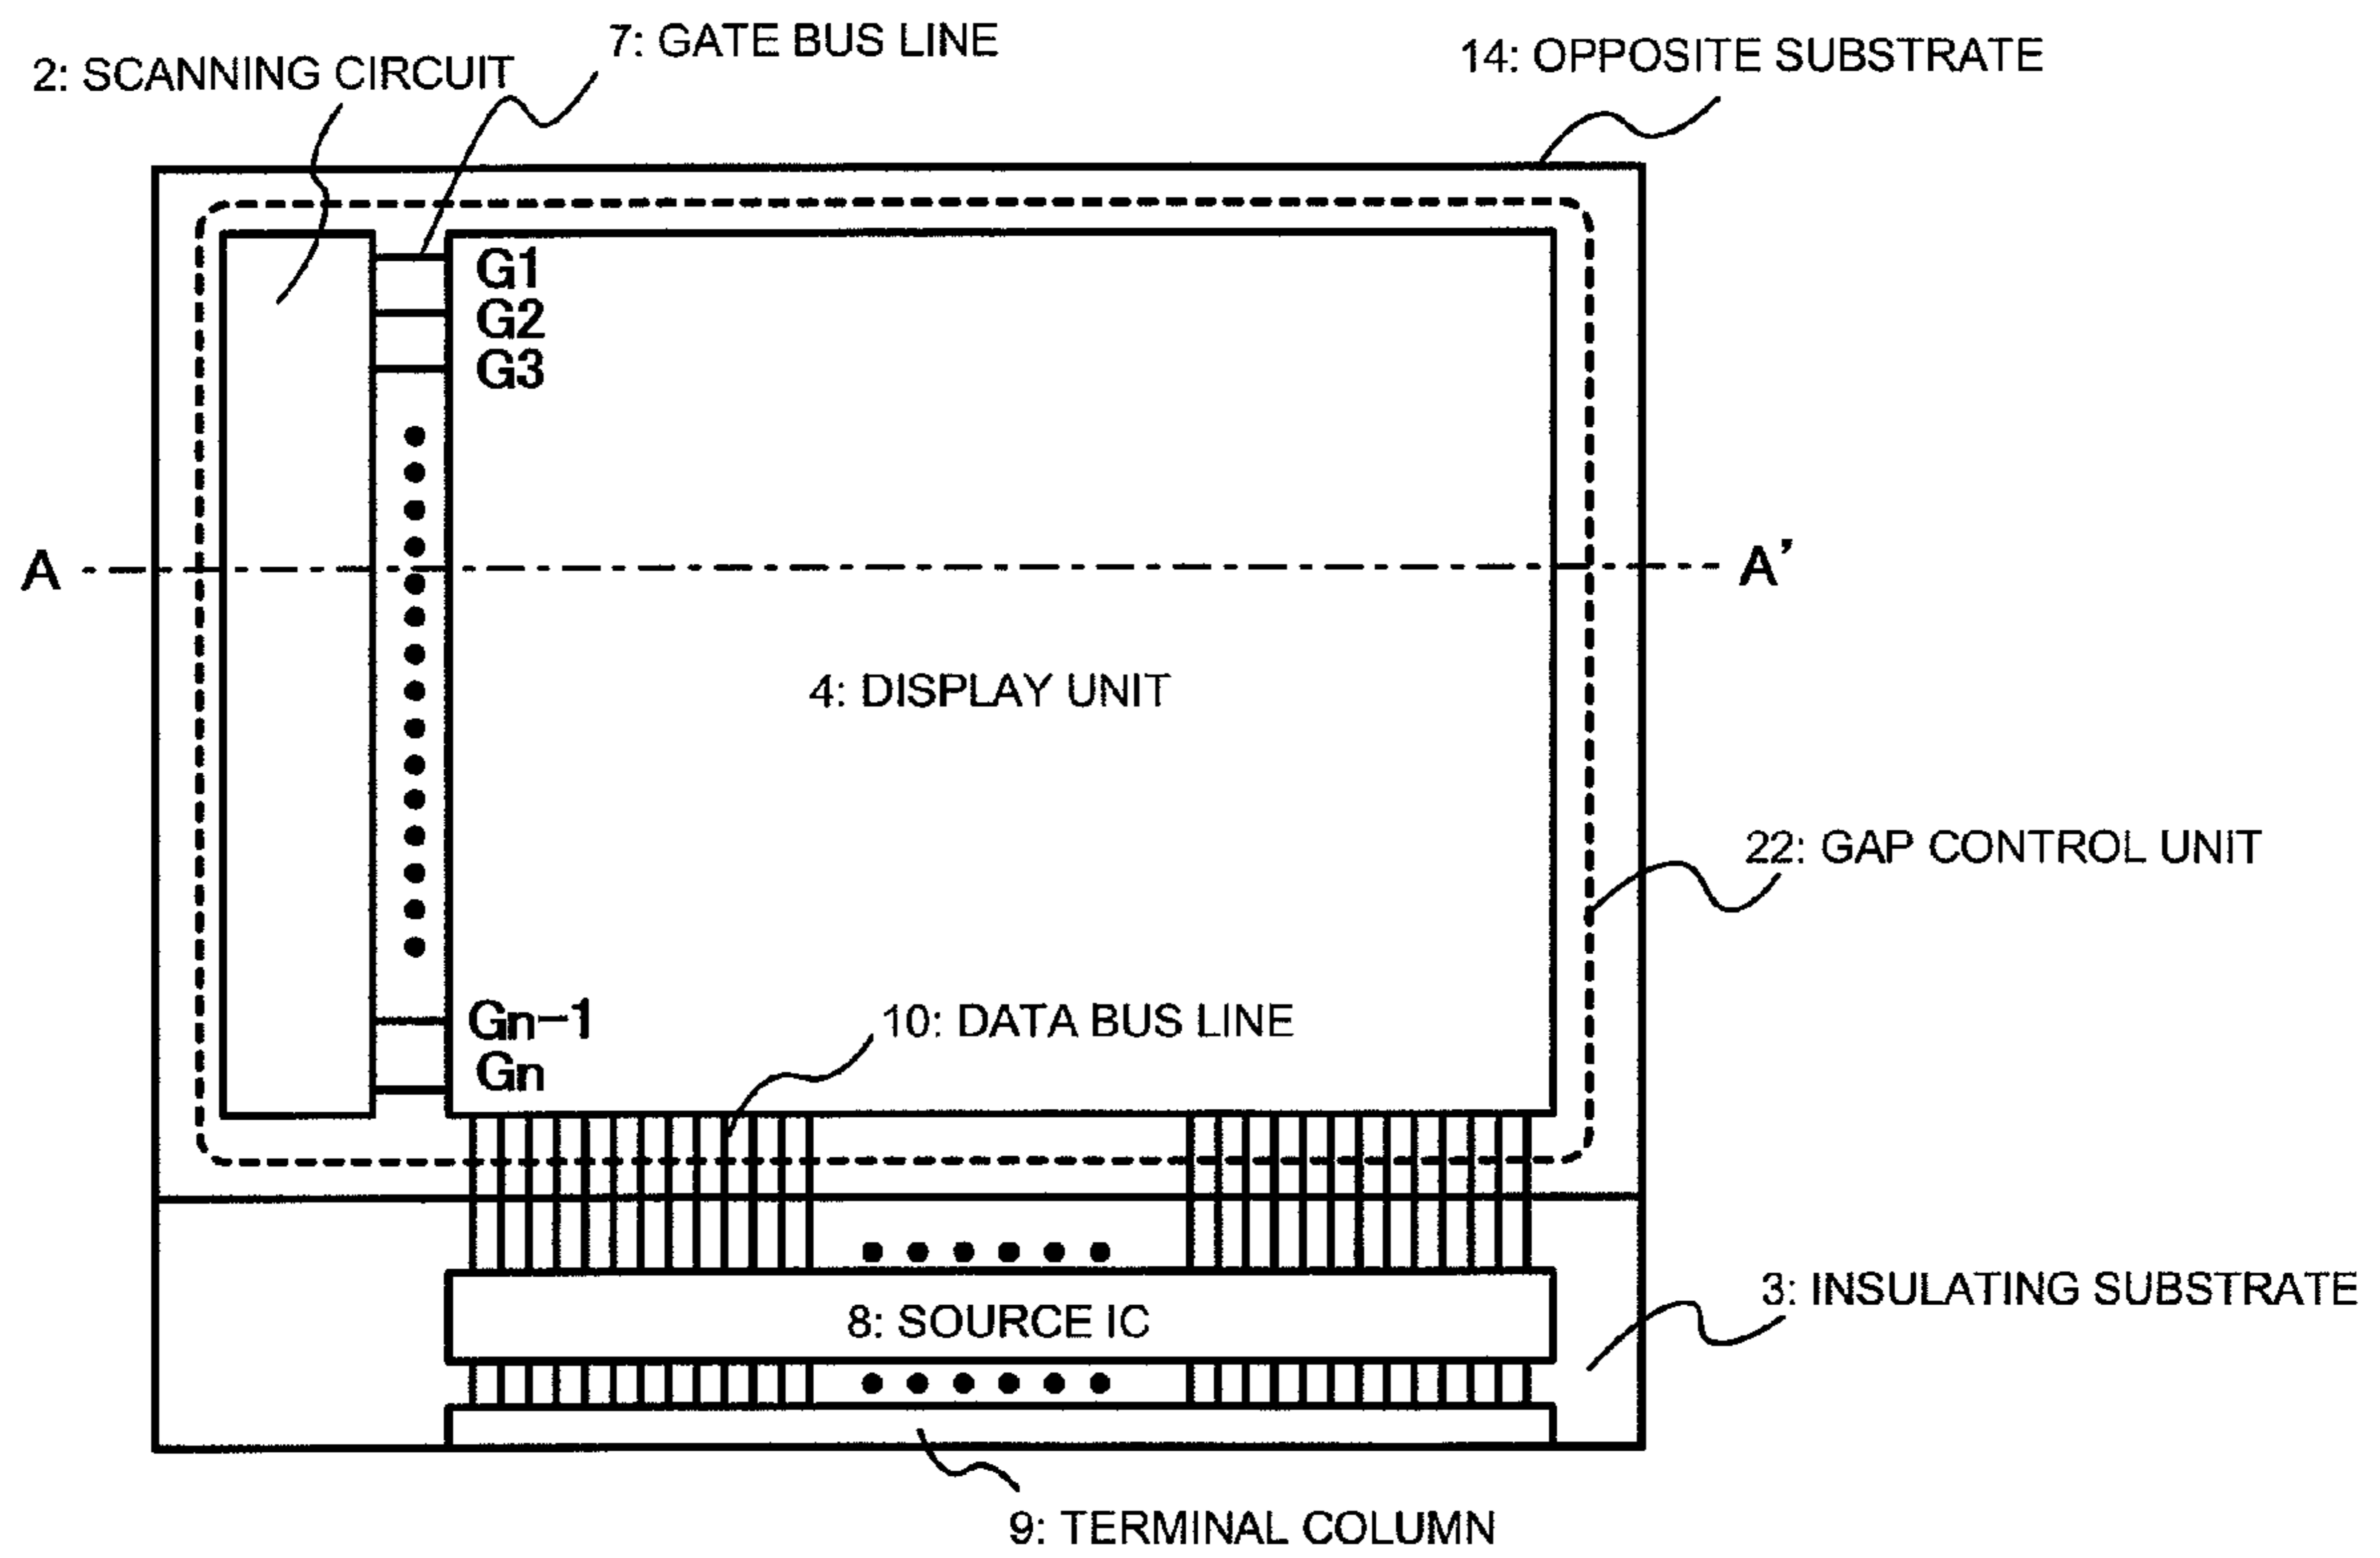 7: GATE BUS LINE
14: OPPOSITE SUBSTRATE
2: SCANNING CIRCUIT
G1
G2
G3
A
A’
4: DISPLAY UNIT
22: GAP CONTROL UNIT
Gn-1
10: DATA BUS LINE
Gn
3: INSULATING SUBSTRATE
8: SOURCE IC
9: TERMINAL COLUMN